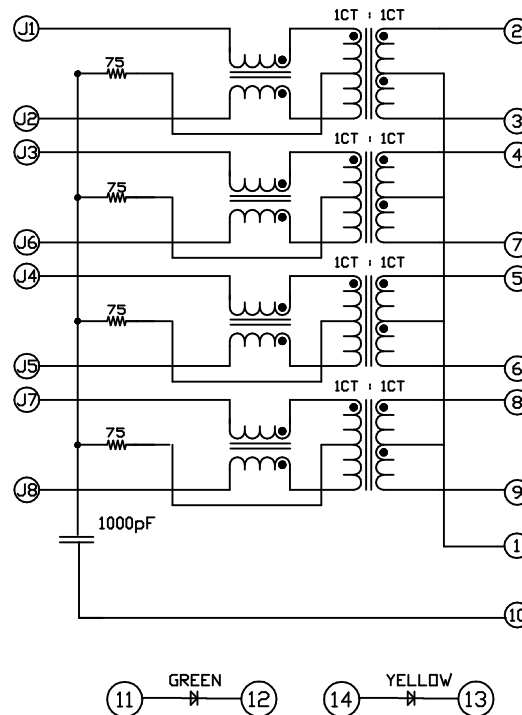 1CT : 1CT
J1
2
75
J2
3
1CT : 1CT
J3
4
75
J6
7
1CT : 1CT
J4
5
75
J5
6
1CT : 1CT
J7
8
75
J8
9
1000pF
1
10
GREEN
YELLOW
11
12
14
13